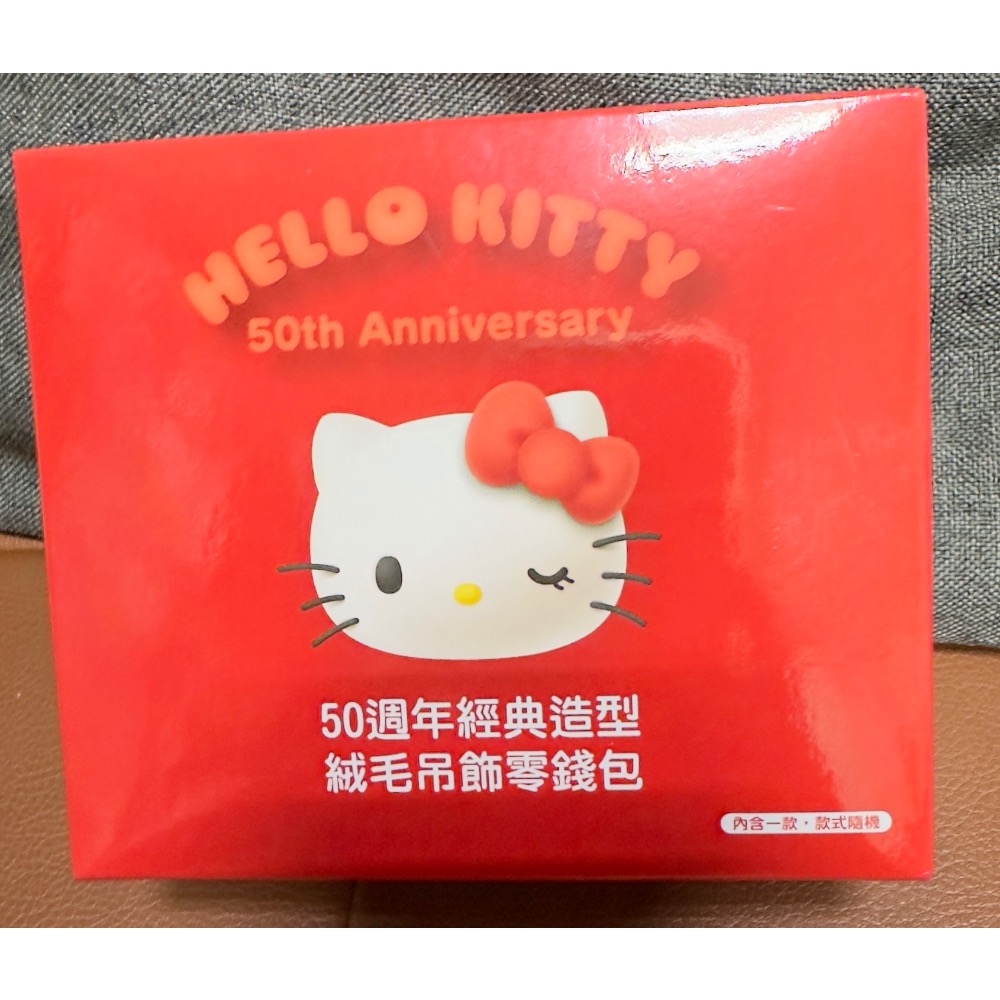 HELLO KITTY
50th Anniversary
50週年經典造型
絨毛吊飾零錢包
內含一款・款式隨機